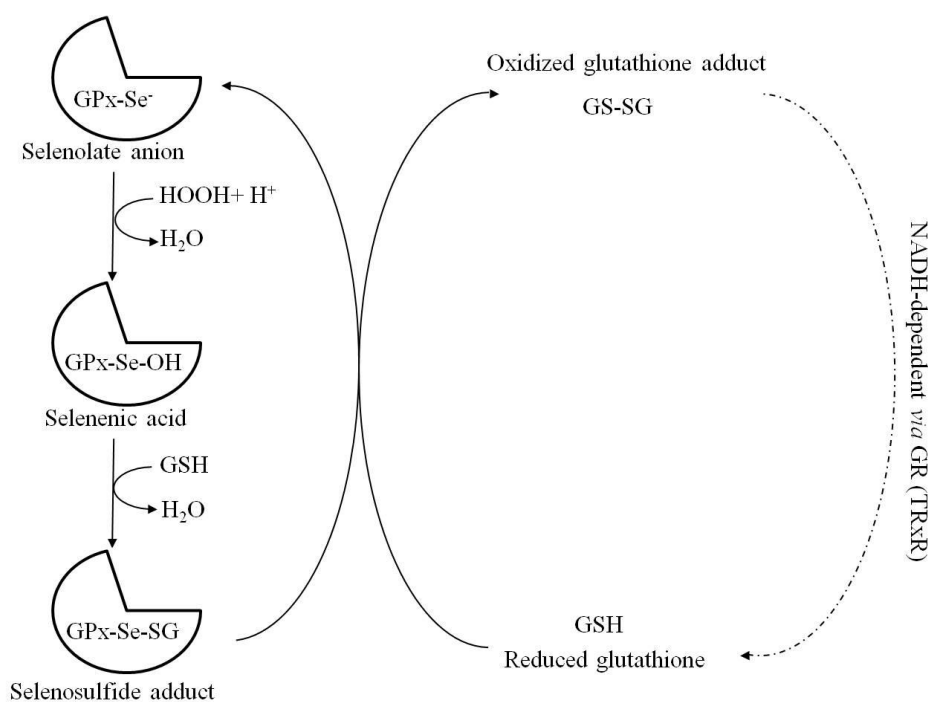 GPx-Se⁻
Selenolate anion
HOOH+ H⁺
H₂O
GPx-Se-OH
Selenenic acid
GSH
H₂O
GPx-Se-SG
Selenosulfide adduct
Oxidized glutathione adduct
GS-SG
GSH
Reduced glutathione
NADH-dependent via GR (TRxR)